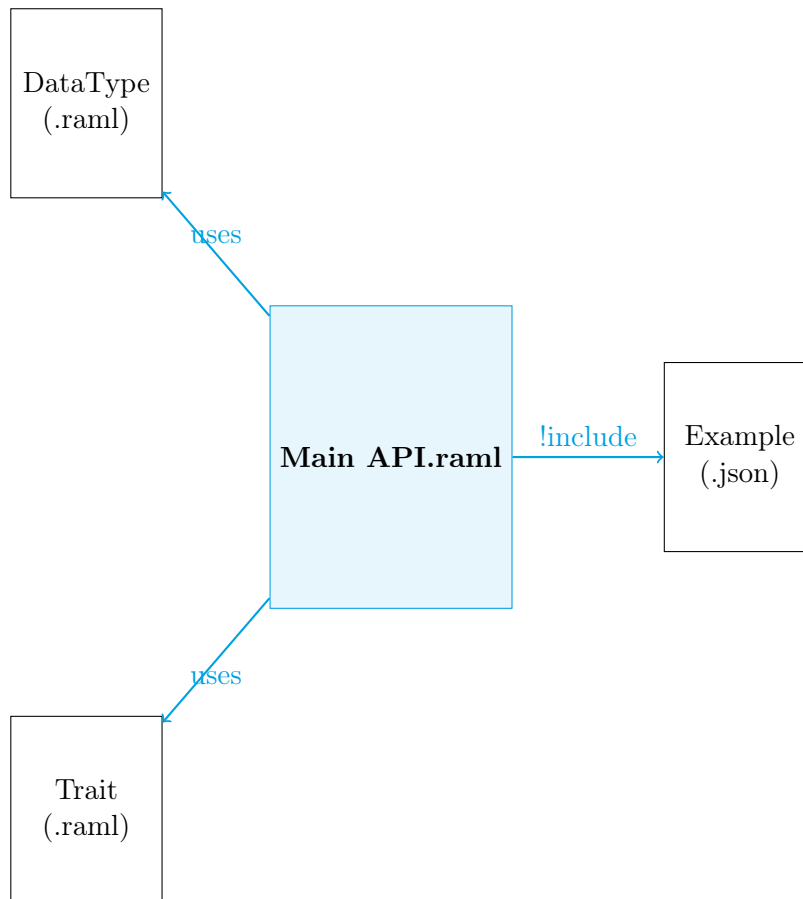 DataType
(.raml)
uses
Main API.raml
!include
Example
(.json)
uses
Trait
(.raml)